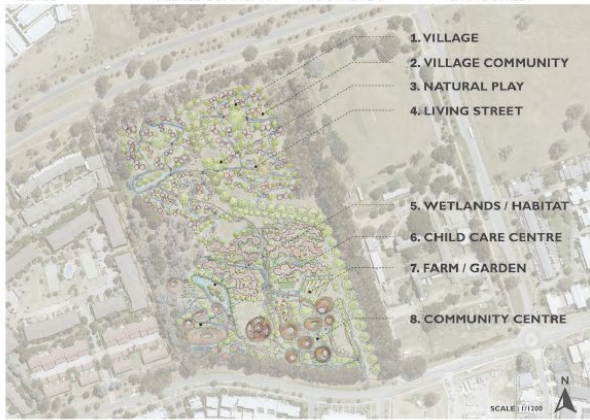 1. VILLAGE
2. VILLAGE COMMUNITY
3. NATURAL PLAY
4. LIVING STREET
5. WETLANDS / HABITAT
6. CHILD CARE CENTRE
7. FARM / GARDEN
8. COMMUNITY CENTRE
N
SCALE : 1/1200